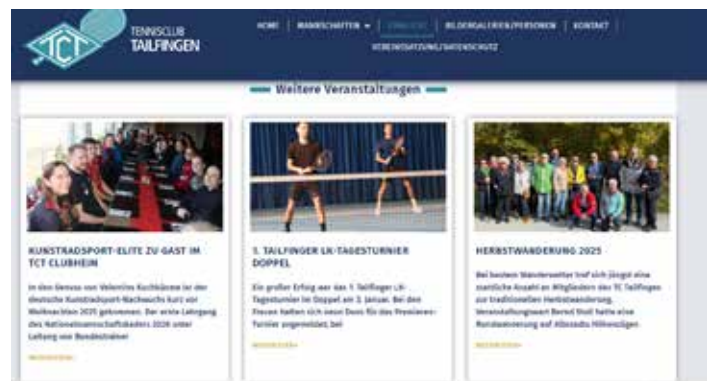 TCT
TENNISCLUB
TAILFINGEN
HOME | MANNSCHAFTEN | | BILDERGALERIEN/PERSONEN | KONTAKT
VEREINSSATZUNG/DATENSCHUTZ
Weitere Veranstaltungen
KUNSTRADSPORT-ELITE ZU GAST IM
TCT CLUBHEIN
In den Genuss von Kochkünste ist der
deutsche Kunstradsport-Nachwuchs kurz vor
Weihnachten 2025 gekommen. Der erste Lehrgang
des Nationalmannschaftskaders 2026 unter
Leitung von Bundestrainer
WEITERLESEN
1. TAILFINGER LK-TAGESTURNIER
DOPPEL
Ein großer Erfolg war das 1. Tailfinger LK-
Tagesturnier im Doppel am 3. Januar. Bei den
Frauen hatten sich neun Duos für das Premieren-
Turnier angemeldet, bei
WEITERLESEN
HERBSTWANDERUNG 2025
Bei bestem Wanderwetter traf sich jüngst eine
stattliche Anzahl an Mitgliedern des TC Tailfingen
zur traditionellen Herbstwanderung.
Veranstaltungswart Bernd Stoll hatte eine
Rundwanderung auf Albstadts Höhenzügen
WEITERLESEN